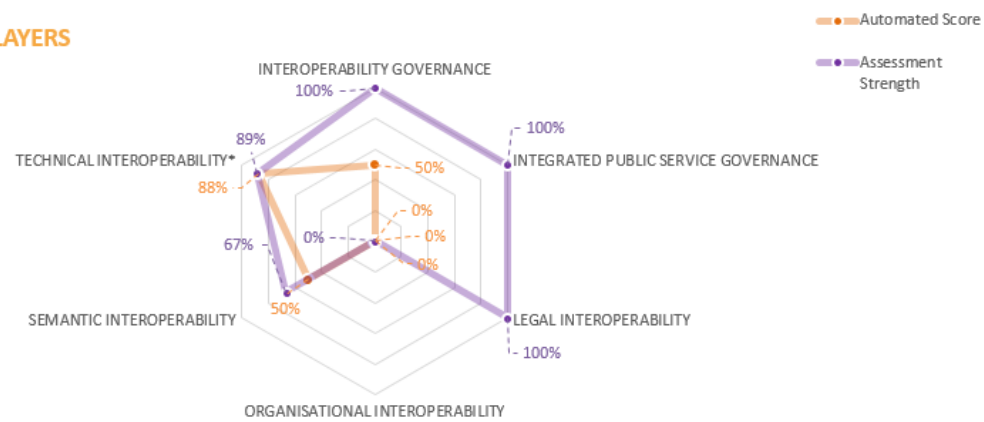 LAYERS
Automated Score
Assessment
Strength
INTEROPERABILITY GOVERNANCE
100%
100%
89%
TECHNICAL INTEROPERABILITY*
INTEGRATED PUBLIC SERVICE GOVERNANCE
50%
88%
0%
0%
0%
67%
0%
50%
SEMANTIC INTEROPERABILITY
LEGAL INTEROPERABILITY
100%
ORGANISATIONAL INTEROPERABILITY